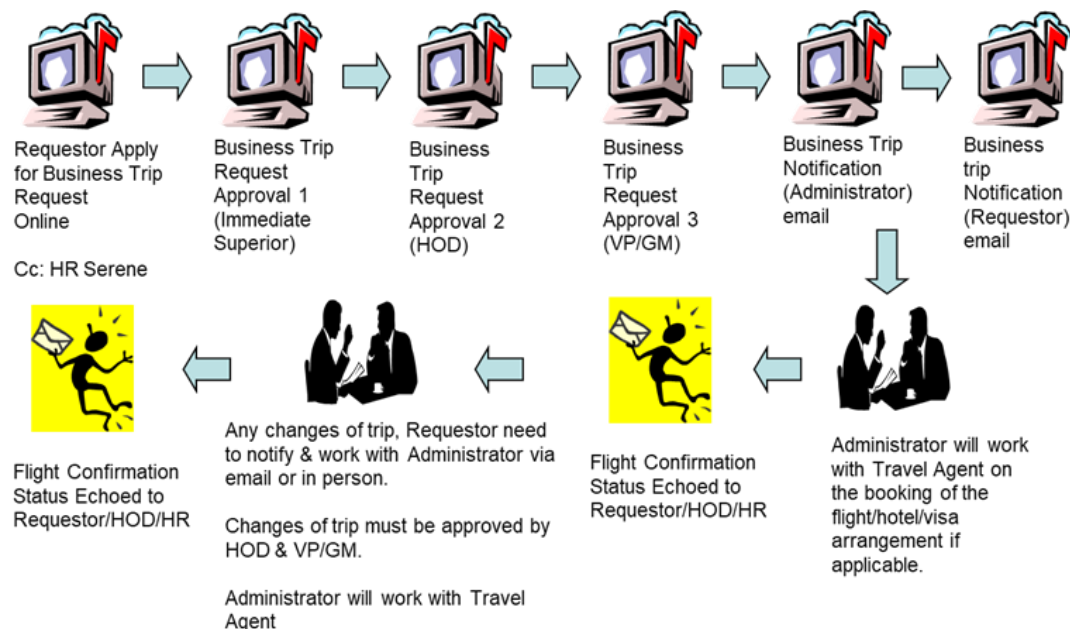 Requestor Apply
for Business Trip
Request
Online
Cc: HR Serene
Business Trip
Request
Approval 1
(Immediate
Superior)
Business
Trip
Request
Approval 2
(HOD)
Business
Trip
Request
Approval 3
(VP/GM)
Business Trip
Notification
(Administrator)
email
Business
trip
Notification
(Requestor)
email
Flight Confirmation
Status Echoed to
Requestor/HOD/HR
Any changes of trip, Requestor need
to notify & work with Administrator via
email or in person.
Changes of trip must be approved by
HOD & VP/GM.
Administrator will work with Travel
Agent
Flight Confirmation
Status Echoed to
Requestor/HOD/HR
Administrator will work
with Travel Agent on
the booking of the
flight/hotel/visa
arrangement if
applicable.